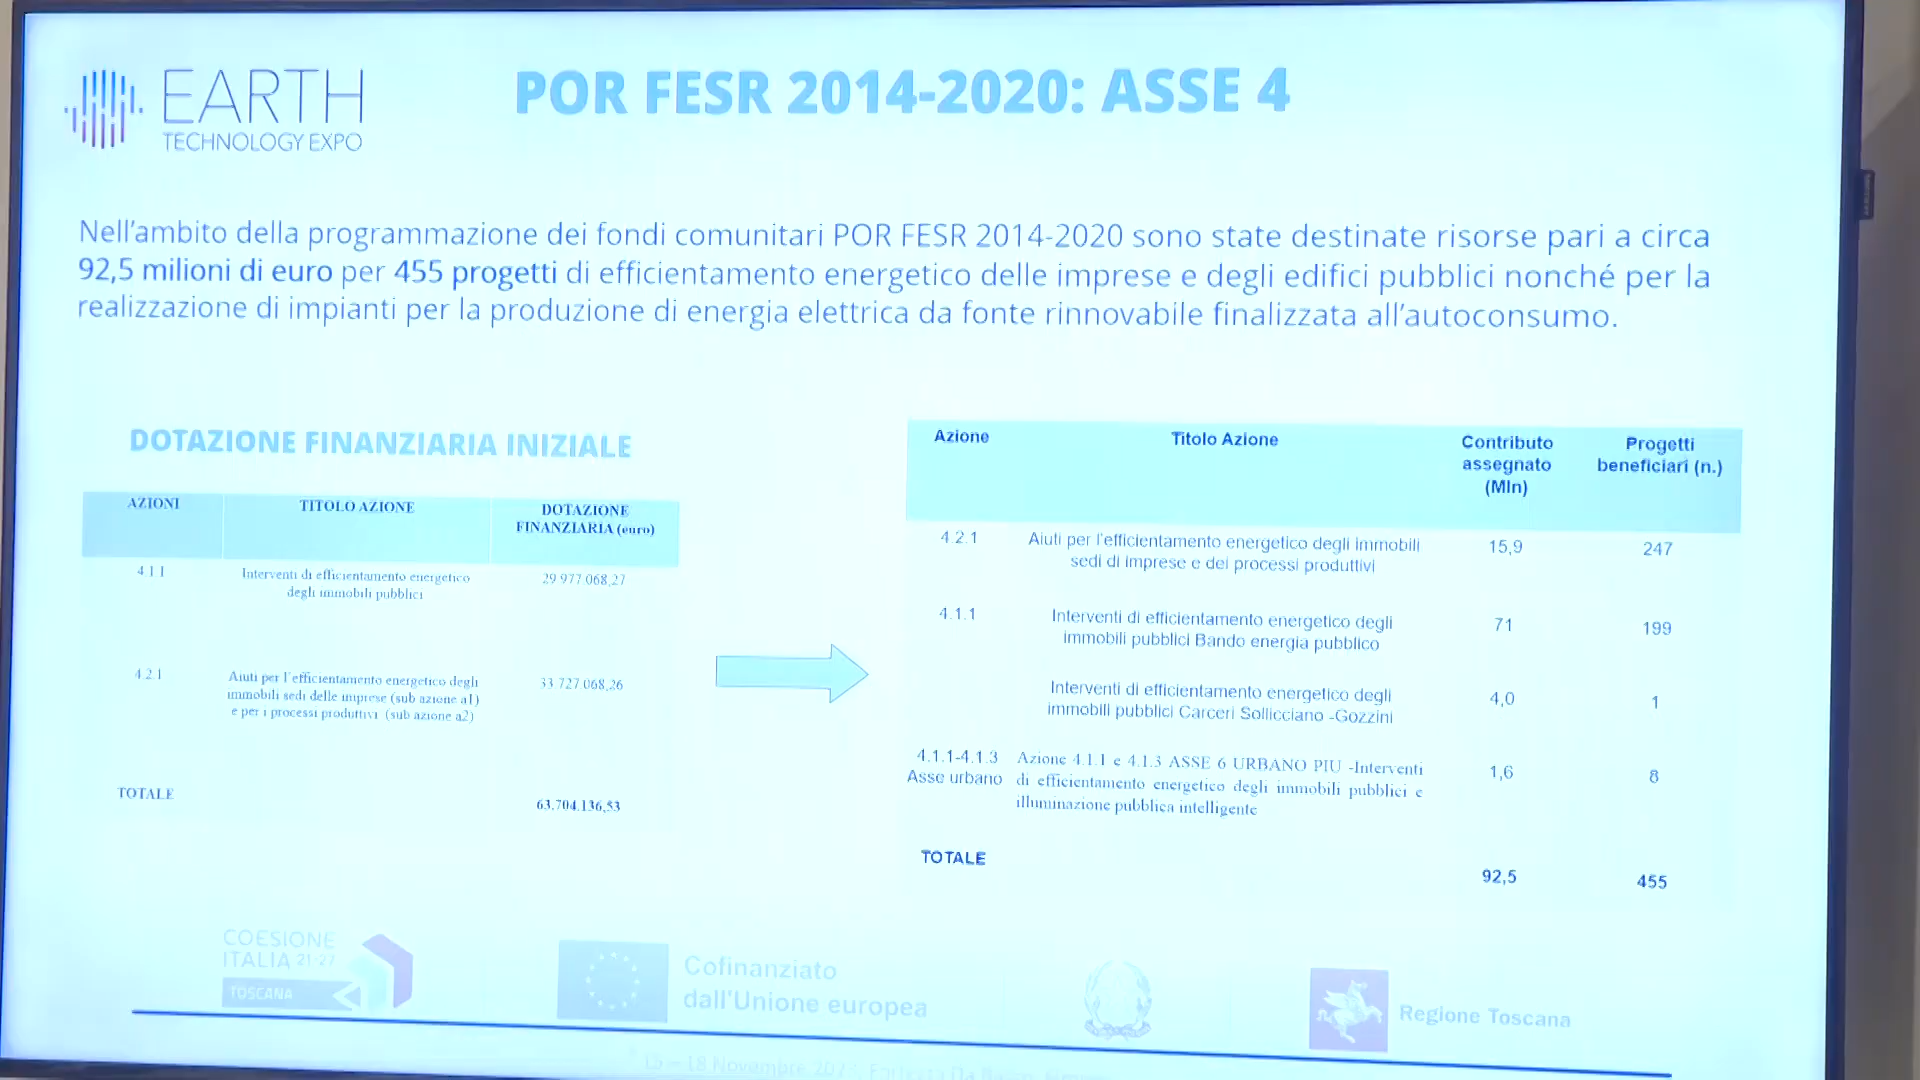 EARTH
TECHNOLOGY EXPO
POR FESR 2014-2020: ASSE 4
Nell'ambito della programmazione dei fondi comunitari POR FESR 2014-2020 sono state destinate risorse pari a circa
92,5 milioni di euro per 455 progetti di efficientamento energetico delle imprese e degli edifici pubblici nonché per la
realizzazione di impianti per la produzione di energia elettrica da fonte rinnovabile finalizzata all'autoconsumo.
DOTAZIONE FINANZIARIA INIZIALE
AZIONI TITOLO AZIONE DOTAZIONE
FINANZIARIA (euro)
4.1.1 Interventi di efficientamento energetico 29.977.068,27
degli immobili pubblici
4.2.1 Aiuti per l'efficientamento energetico degli 33.727.068,26
immobili sedi delle imprese (sub azione a1)
e per i processi produttivi (sub azione a2)
TOTALE 63.704.136,53
Azione Titolo Azione Contributo Progetti
assegnato beneficiari (n.)
(Mln)
4.2.1 Aiuti per l'efficientamento energetico degli immobili 15,9 247
sedi di imprese e dei processi produttivi
4.1.1 Interventi di efficientamento energetico degli 71 199
immobili pubblici Bando energia pubblico
Interventi di efficientamento energetico degli 4,0 1
immobili pubblici Carceri Sollicciano -Gozzini
4.1.1-4.1.3 Azione 4.1.1 e 4.1.3 ASSE 6 URBANO PIU -Interventi 1,6 8
Asse urbano di efficientamento energetico degli immobili pubblici e
illuminazione pubblica intelligente
TOTALE 92,5 455
COESIONE
ITALIA 21-27
TOSCANA
Cofinanziato
dall'Unione europea
Regione Toscana
15 – 18 Novembre